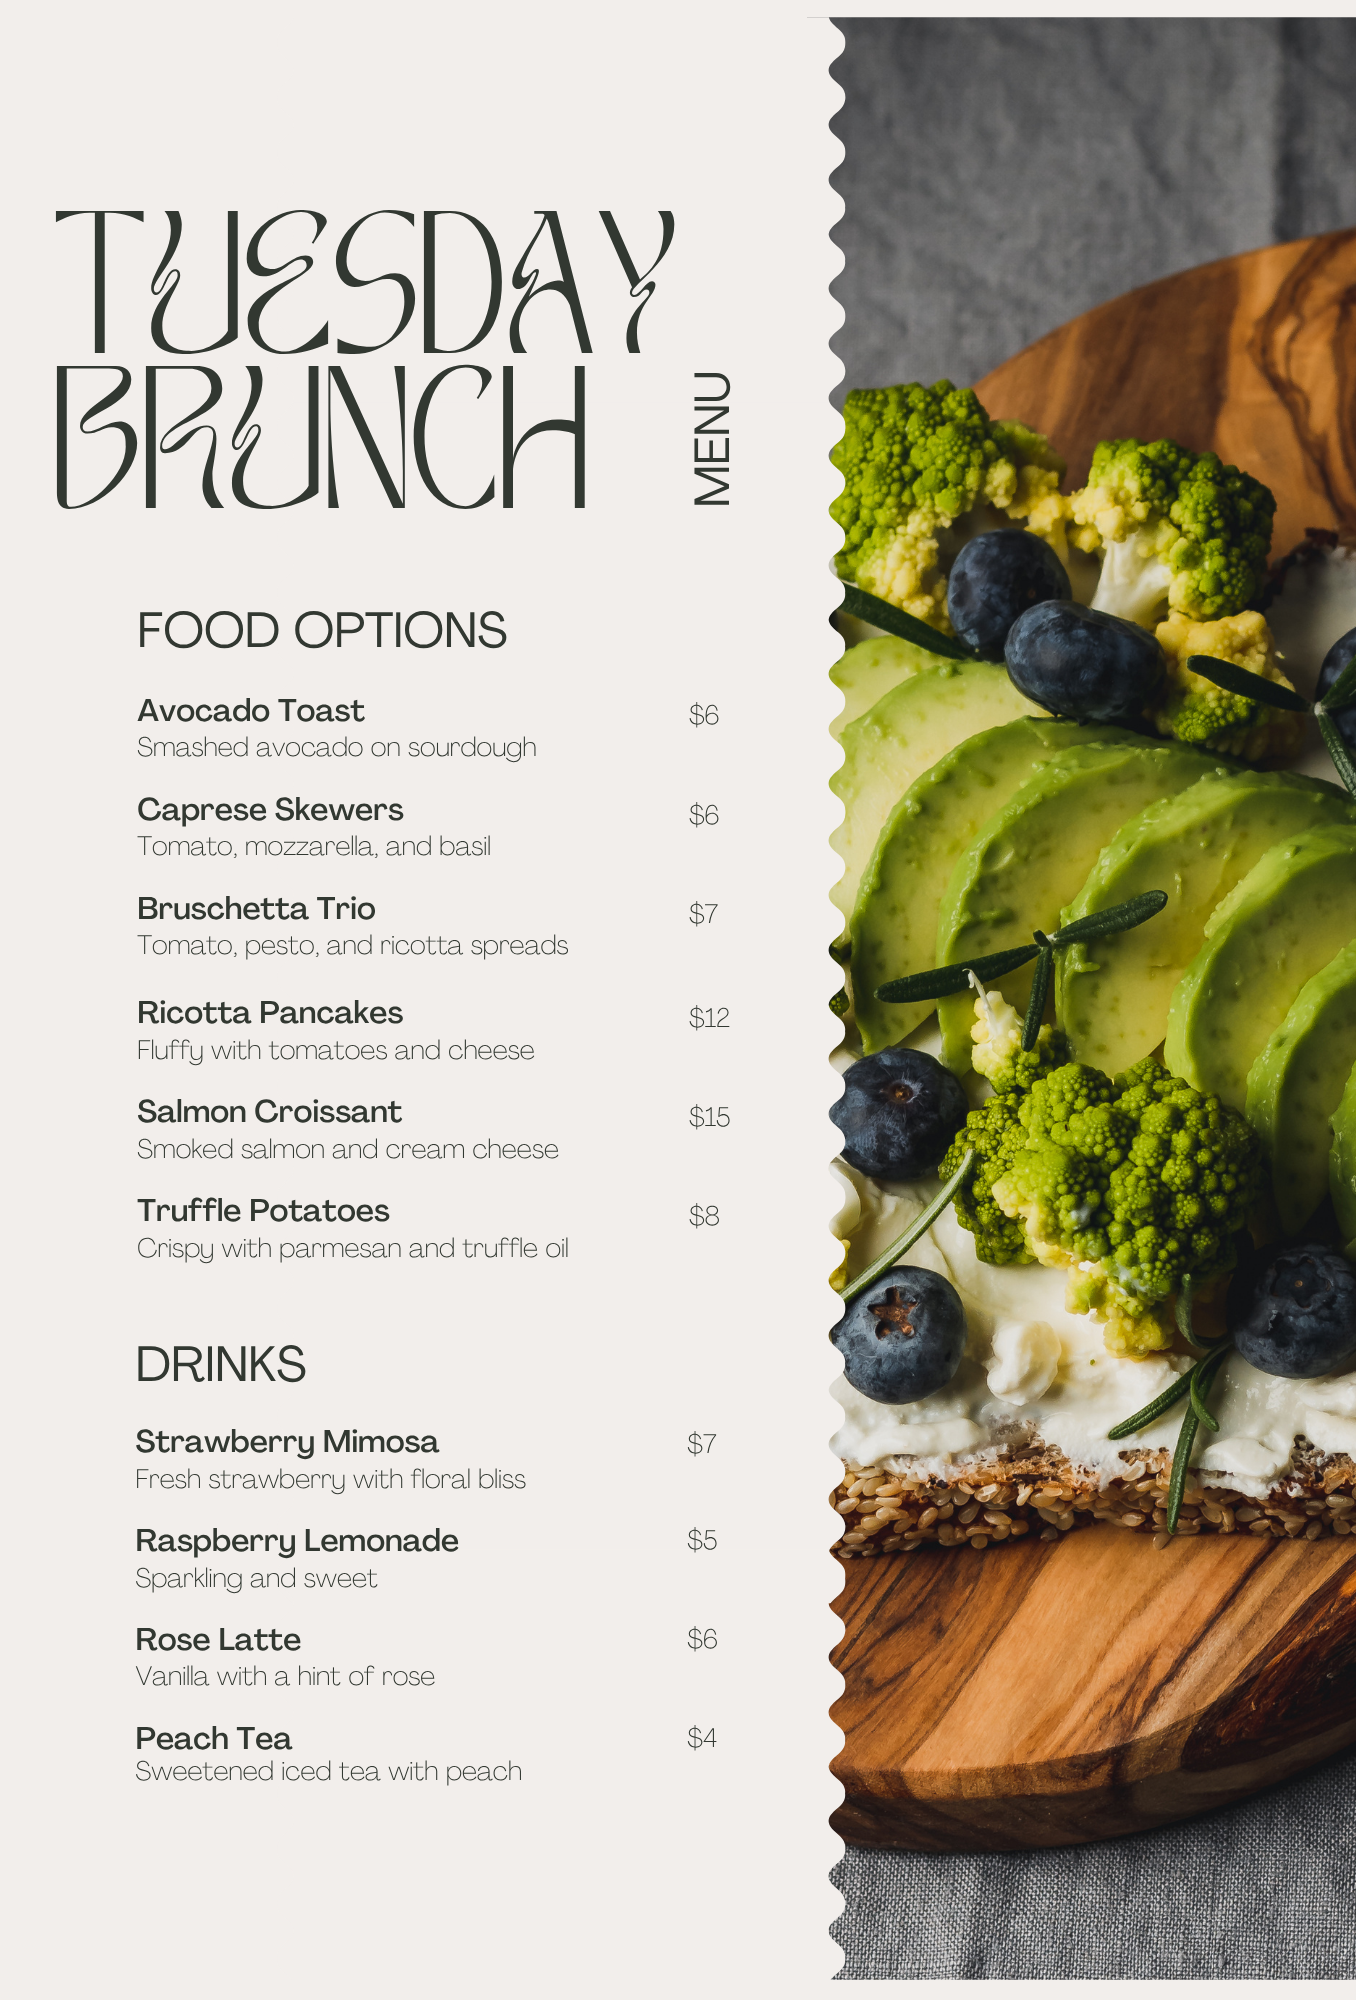 TUESDAY
BRUNCH
MENU
FOOD OPTIONS
Avocado Toast $6
Smashed avocado on sourdough
Caprese Skewers $6
Tomato, mozzarella, and basil
Bruschetta Trio $7
Tomato, pesto, and ricotta spreads
Ricotta Pancakes $12
Fluffy with tomatoes and cheese
Salmon Croissant $15
Smoked salmon and cream cheese
Truffle Potatoes $8
Crispy with parmesan and truffle oil
DRINKS
Strawberry Mimosa $7
Fresh strawberry with floral bliss
Raspberry Lemonade $5
Sparkling and sweet
Rose Latte $6
Vanilla with a hint of rose
Peach Tea $4
Sweetened iced tea with peach